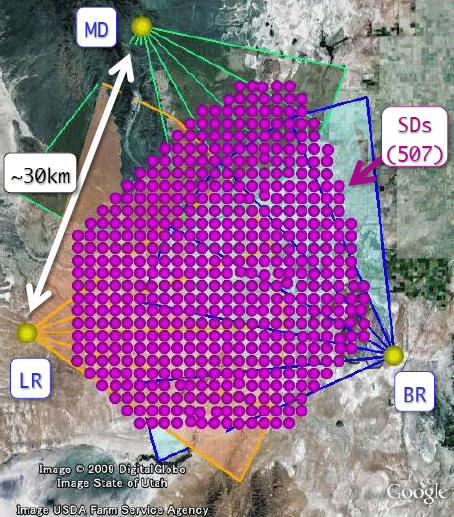 MD
SDs
(507)
~30km
LR
BR
Image © 2009 DigitalGlobe
Image State of Utah
Google
Image USDA Farm Service Agency